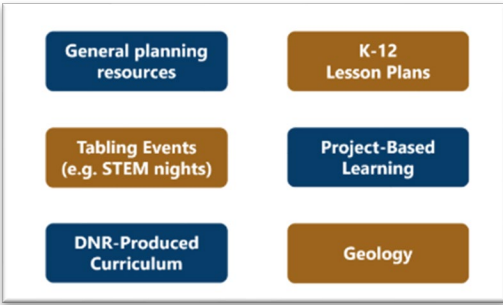 General planning
resources
K-12
Lesson Plans
Tabling Events
(e.g. STEM nights)
Project-Based
Learning
DNR-Produced
Curriculum
Geology